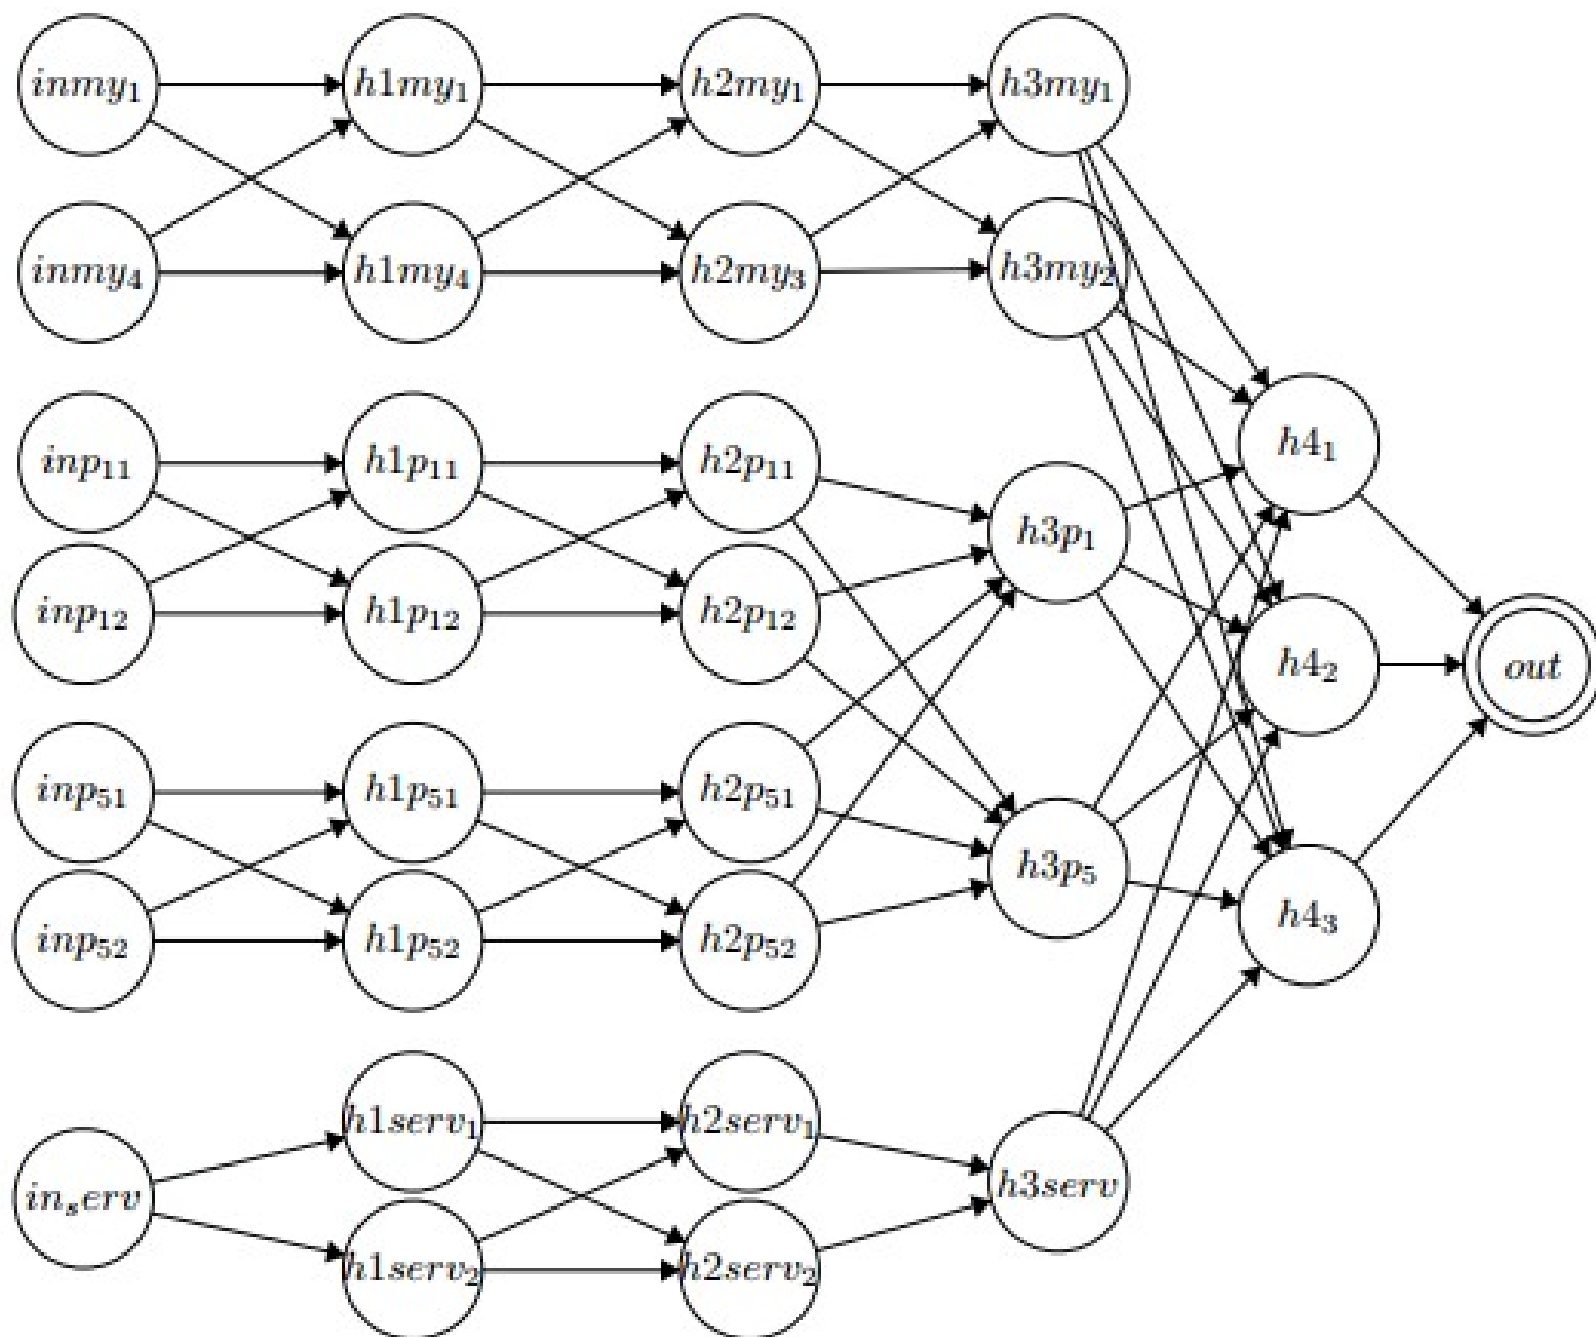 inmy₁ h1my₁ h2my₁ h3my₁
inmy₄ h1my₄ h2my₃ h3my₂
h4₁
inp₁₁ h1p₁₁ h2p₁₁
h3p₁
inp₁₂ h1p₁₂ h2p₁₂
h4₂ out
inp₅₁ h1p₅₁ h2p₅₁
h3p₅
h4₃
inp₅₂ h1p₅₂ h2p₅₂
h1serv₁ h2serv₁
inₛerv h3serv
h1serv₂ h2serv₂